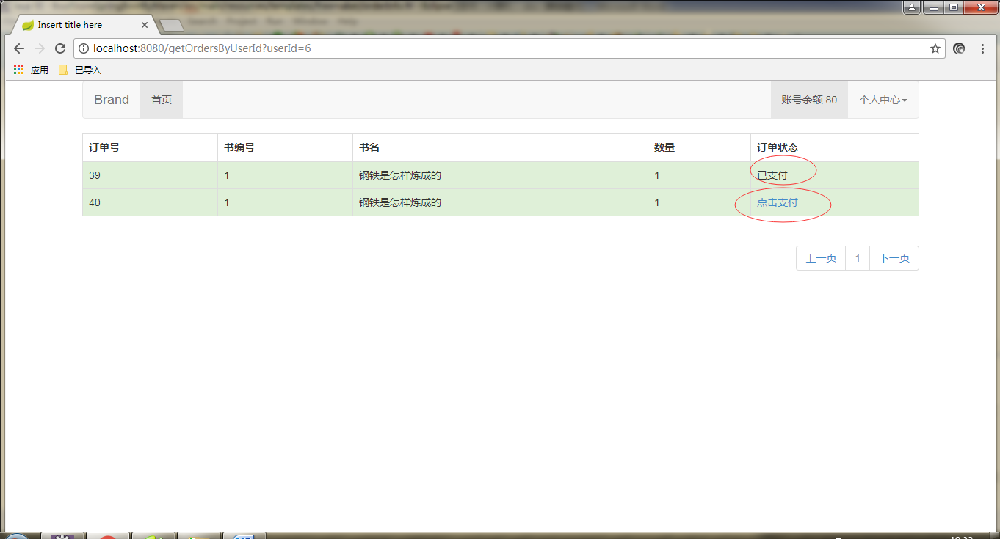 Insert title here
localhost:8080/getOrdersByUserId?userId=6
应用 已导入
Brand 首页 账号余额:80 个人中心
订单号 书编号 书名 数量 订单状态
39 1 钢铁是怎样炼成的 1 已支付
40 1 钢铁是怎样炼成的 1 点击支付
上一页 1 下一页